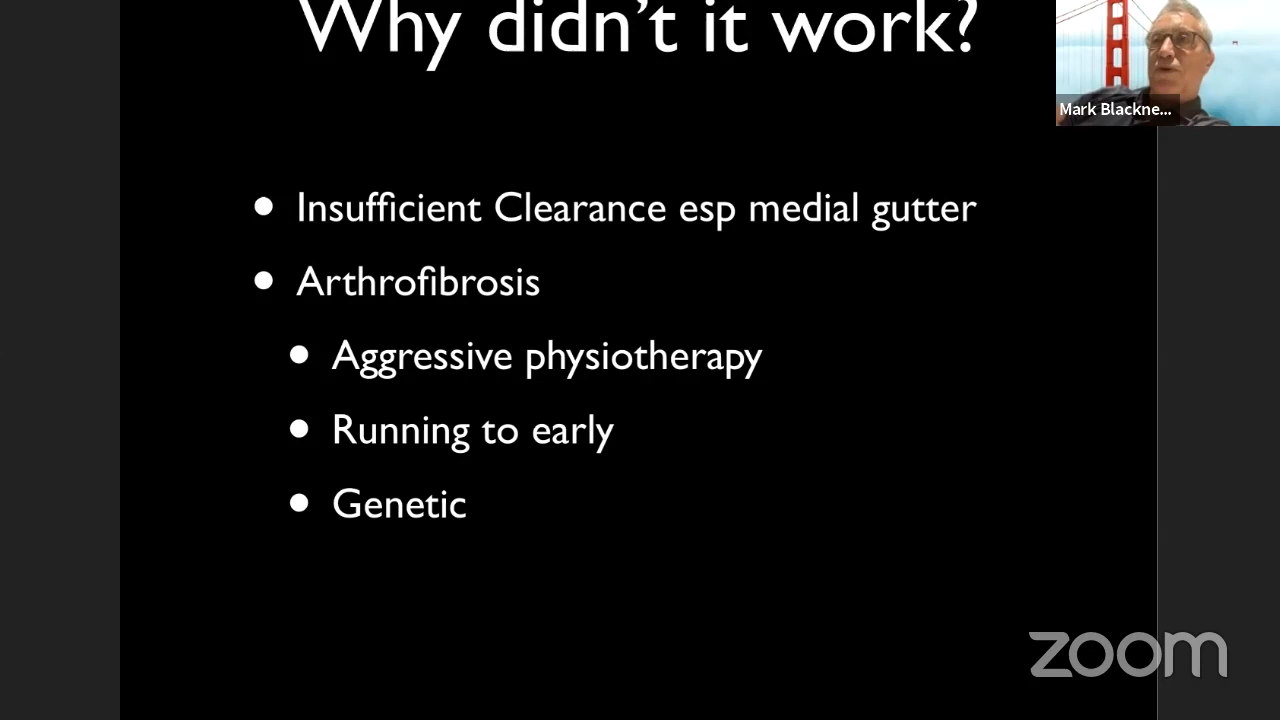 Why didn't it work?
Mark Blackne...
• Insufficient Clearance esp medial gutter
• Arthrofibrosis
• Aggressive physiotherapy
• Running to early
• Genetic
zoom